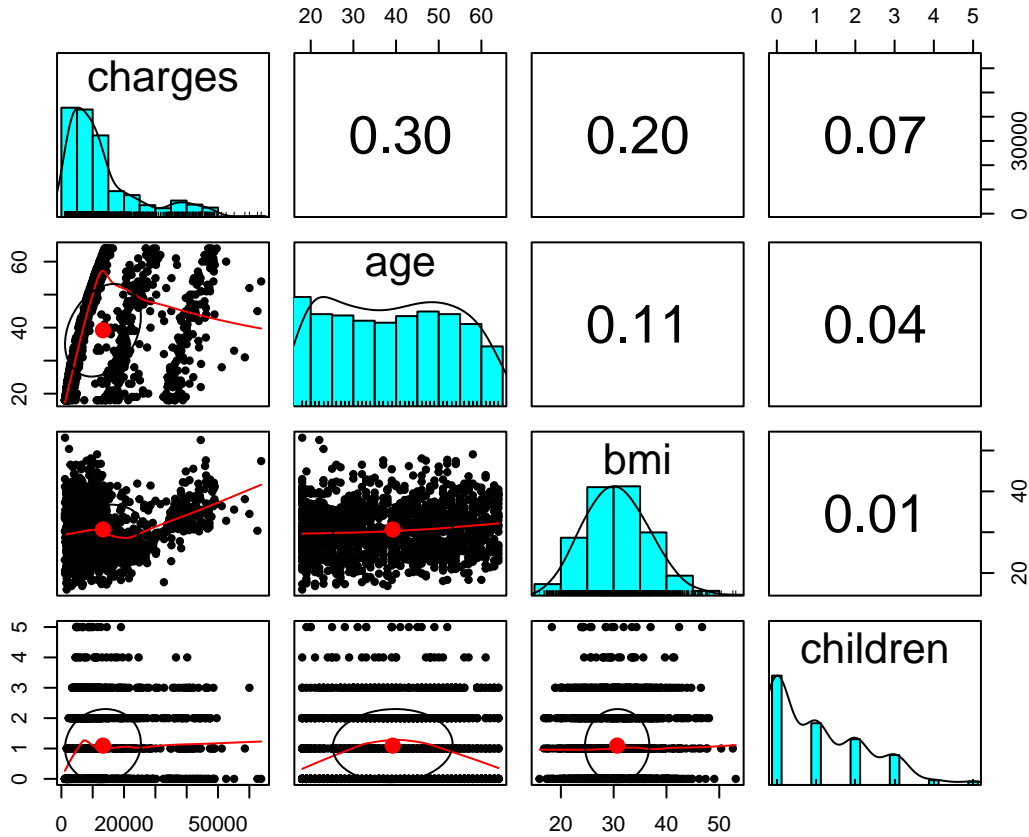 20 30 40 50 60 0 1 2 3 4 5
charges 0.30 0.20 0.07 0 30000
20 40 60 age 0.11 0.04
bmi 0.01 20 40
0 1 2 3 4 5 children
0 20000 50000 20 30 40 50